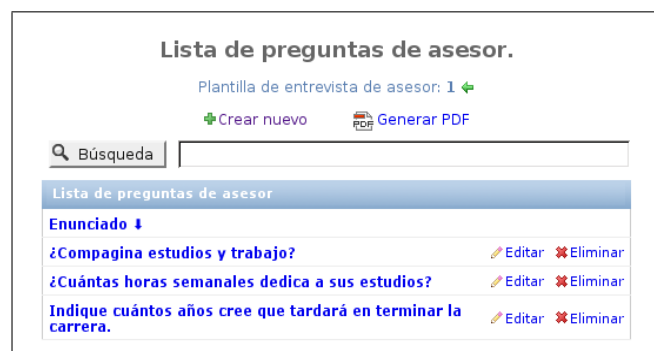 Lista de preguntas de asesor.
Plantilla de entrevista de asesor: 1
Crear nuevo PDF Generar PDF
Búsqueda
Lista de preguntas de asesor
Enunciado
¿Compagina estudios y trabajo? Editar Eliminar
¿Cuántas horas semanales dedica a sus estudios? Editar Eliminar
Indique cuántos años cree que tardará en terminar la
carrera. Editar Eliminar